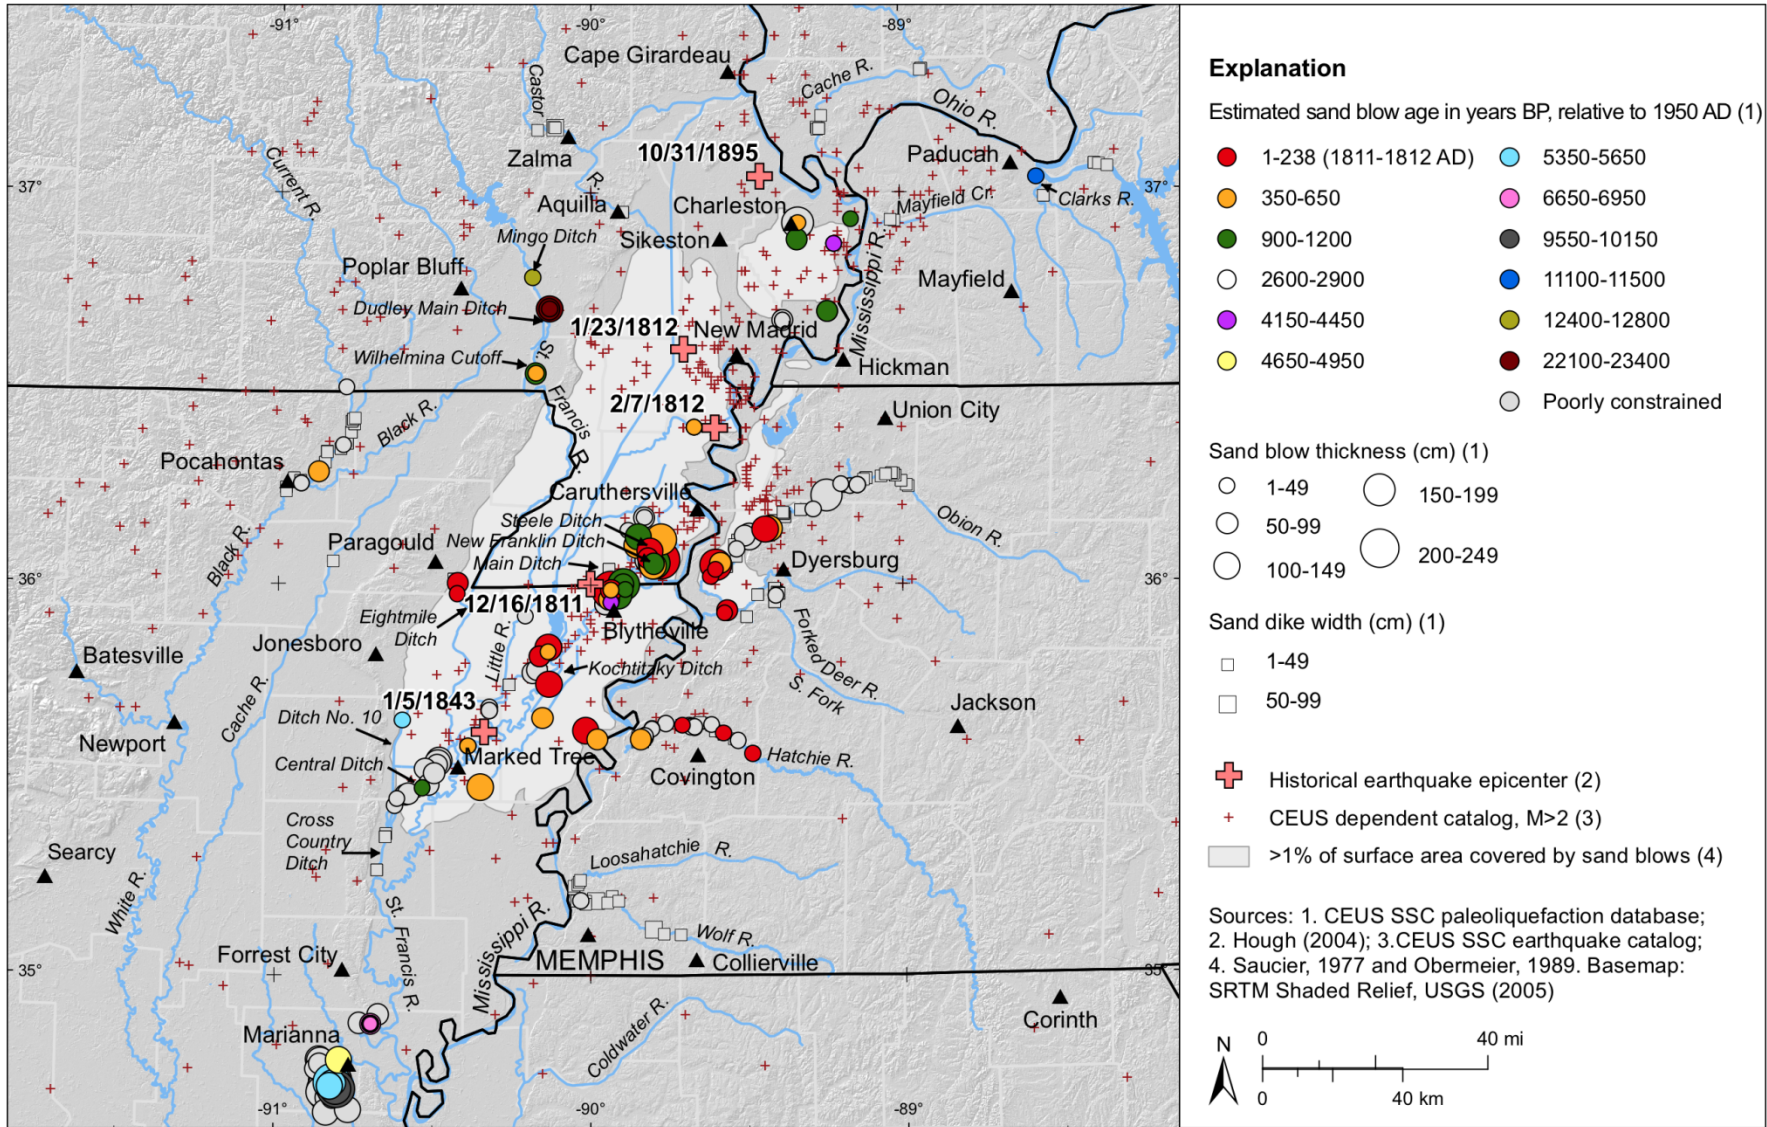 -91°
-90°
-89°
Cape Girardeau
Castor
R.
Cache R.
Ohio R.
Zalma
10/31/1895
Paducah
37°
37°
Current R.
Aquilla
Charleston
Mayfield Cr.
Clarks R.
Mingo Ditch
Sikeston
Poplar Bluff
Mississippi R.
Mayfield
Dudley Main Ditch
1/23/1812
New Madrid
St.
Francis
R.
Wilhelmina Cutoff
Hickman
2/7/1812
Union City
Black R.
Pocahontas
Caruthersville
Steele Ditch
New Franklin Ditch
Main Ditch
Obion R.
Black R.
Paragould
Dyersburg
36°
36°
12/16/1811
Eightmile
Ditch
Blytheville
Jonesboro
Little R.
Forked Deer R.
S. Fork
Batesville
Kochtitzky Ditch
1/5/1843
Jackson
Cache R.
Ditch No. 10
Newport
Marked Tree
Hatchie R.
Central Ditch
Covington
Cross
Country
Ditch
Searcy
Loosahatchie R.
White R.
St. Francis R.
Mississippi R.
Wolf R.
Forrest City
MEMPHIS
Collierville
35°
35°
Corinth
Marianna
Coldwater R.
-91°
-90°
-89°
Explanation
Estimated sand blow age in years BP, relative to 1950 AD (1)
1-238 (1811-1812 AD)
350-650
900-1200
2600-2900
4150-4450
4650-4950
5350-5650
6650-6950
9550-10150
11100-11500
12400-12800
22100-23400
Poorly constrained
Sand blow thickness (cm) (1)
1-49
50-99
100-149
150-199
200-249
Sand dike width (cm) (1)
1-49
50-99
Historical earthquake epicenter (2)
CEUS dependent catalog, M>2 (3)
>1% of surface area covered by sand blows (4)
Sources: 1. CEUS SSC paleoliquefaction database;
2. Hough (2004); 3.CEUS SSC earthquake catalog;
4. Saucier, 1977 and Obermeier, 1989. Basemap:
SRTM Shaded Relief, USGS (2005)
N
0
40 mi
0
40 km